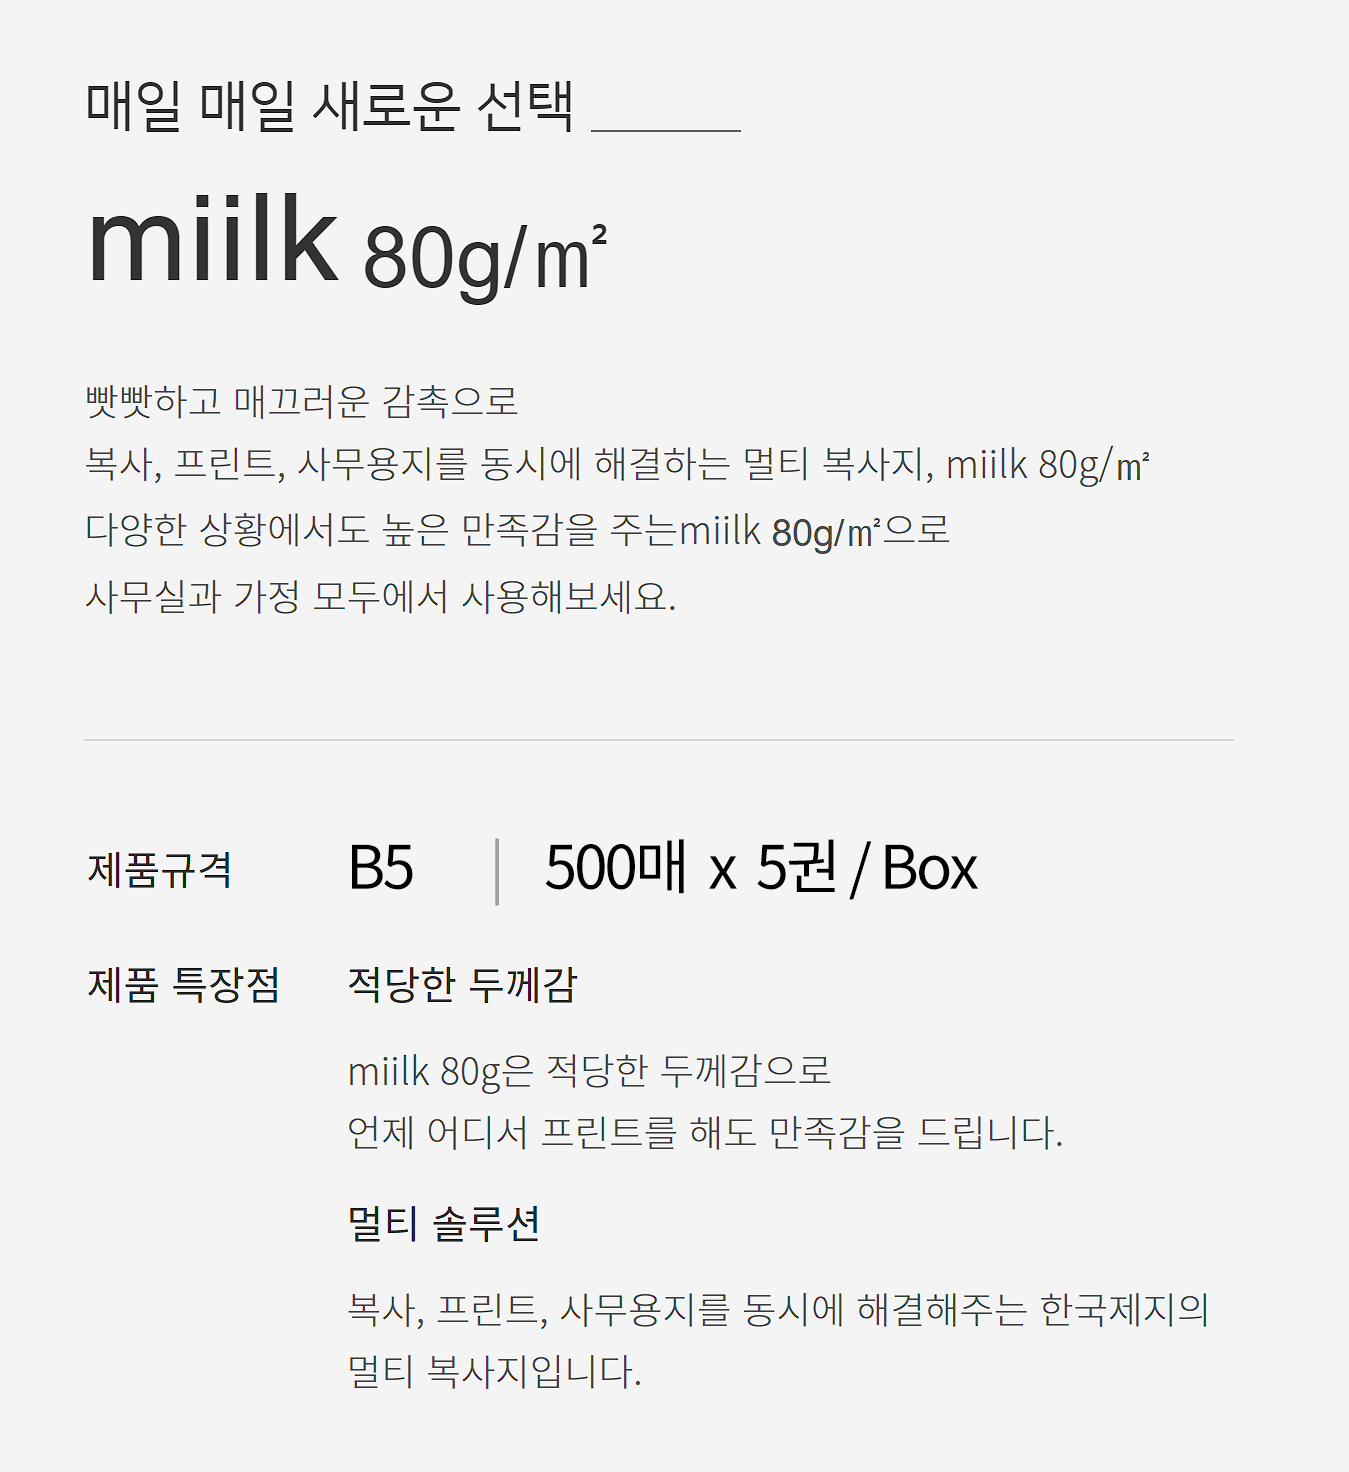 매일 매일 새로운 선택
miilk 80g/㎡
빳빳하고 매끄러운 감촉으로
복사, 프린트, 사무용지를 동시에 해결하는 멀티 복사지, miilk 80g/㎡
다양한 상황에서도 높은 만족감을 주는miilk 80g/㎡으로
사무실과 가정 모두에서 사용해보세요.
제품규격 B5 | 500매 x 5권 / Box
제품 특장점 적당한 두께감
miilk 80g은 적당한 두께감으로
언제 어디서 프린트를 해도 만족감을 드립니다.
멀티 솔루션
복사, 프린트, 사무용지를 동시에 해결해주는 한국제지의
멀티 복사지입니다.